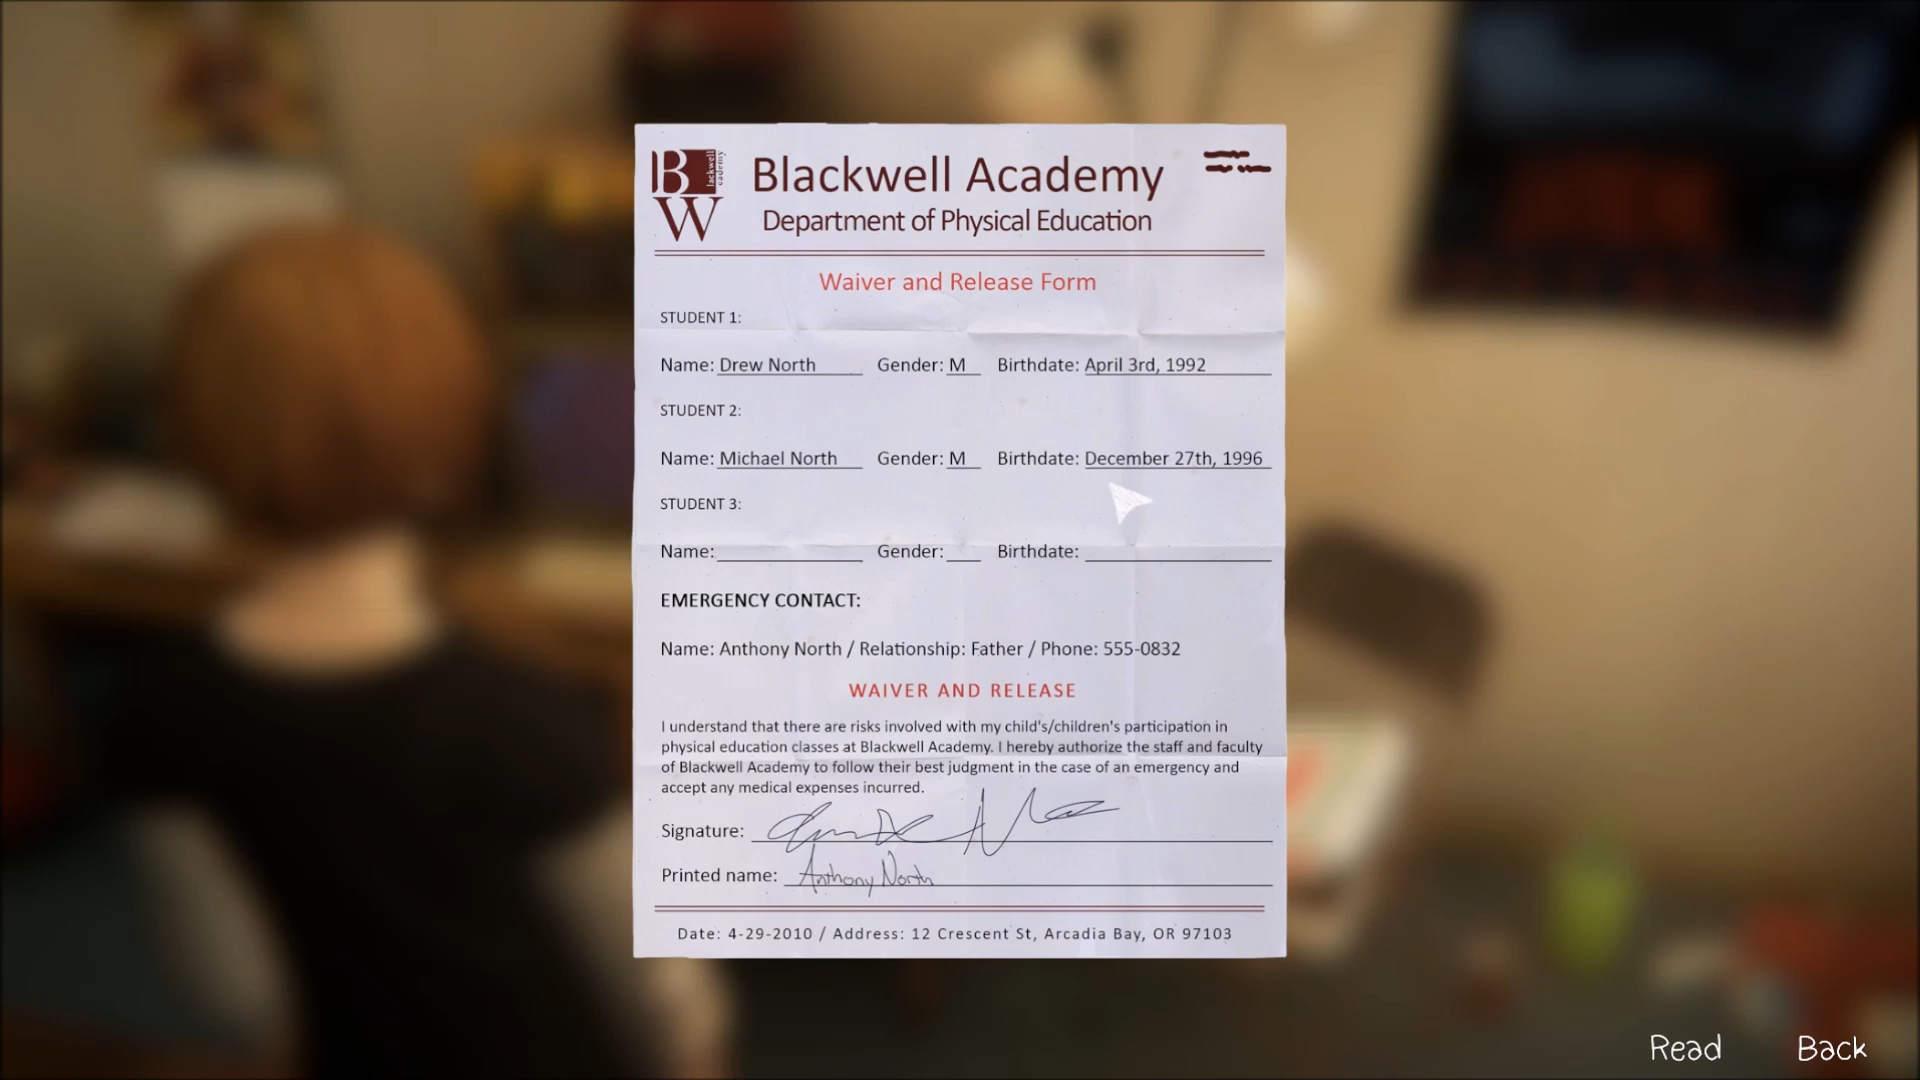 B lackwell cademy
W
Blackwell Academy
Department of Physical Education
Waiver and Release Form
STUDENT 1:
Name: Drew North Gender: M Birthdate: April 3rd, 1992
STUDENT 2:
Name: Michael North Gender: M Birthdate: December 27th, 1996
STUDENT 3:
Name: Gender: Birthdate:
EMERGENCY CONTACT:
Name: Anthony North / Relationship: Father / Phone: 555-0832
WAIVER AND RELEASE
I understand that there are risks involved with my child's/children's participation in
physical education classes at Blackwell Academy. I hereby authorize the staff and faculty
of Blackwell Academy to follow their best judgment in the case of an emergency and
accept any medical expenses incurred.
Signature:
Printed name: Anthony North
Date: 4-29-2010 / Address: 12 Crescent St, Arcadia Bay, OR 97103
Read Back